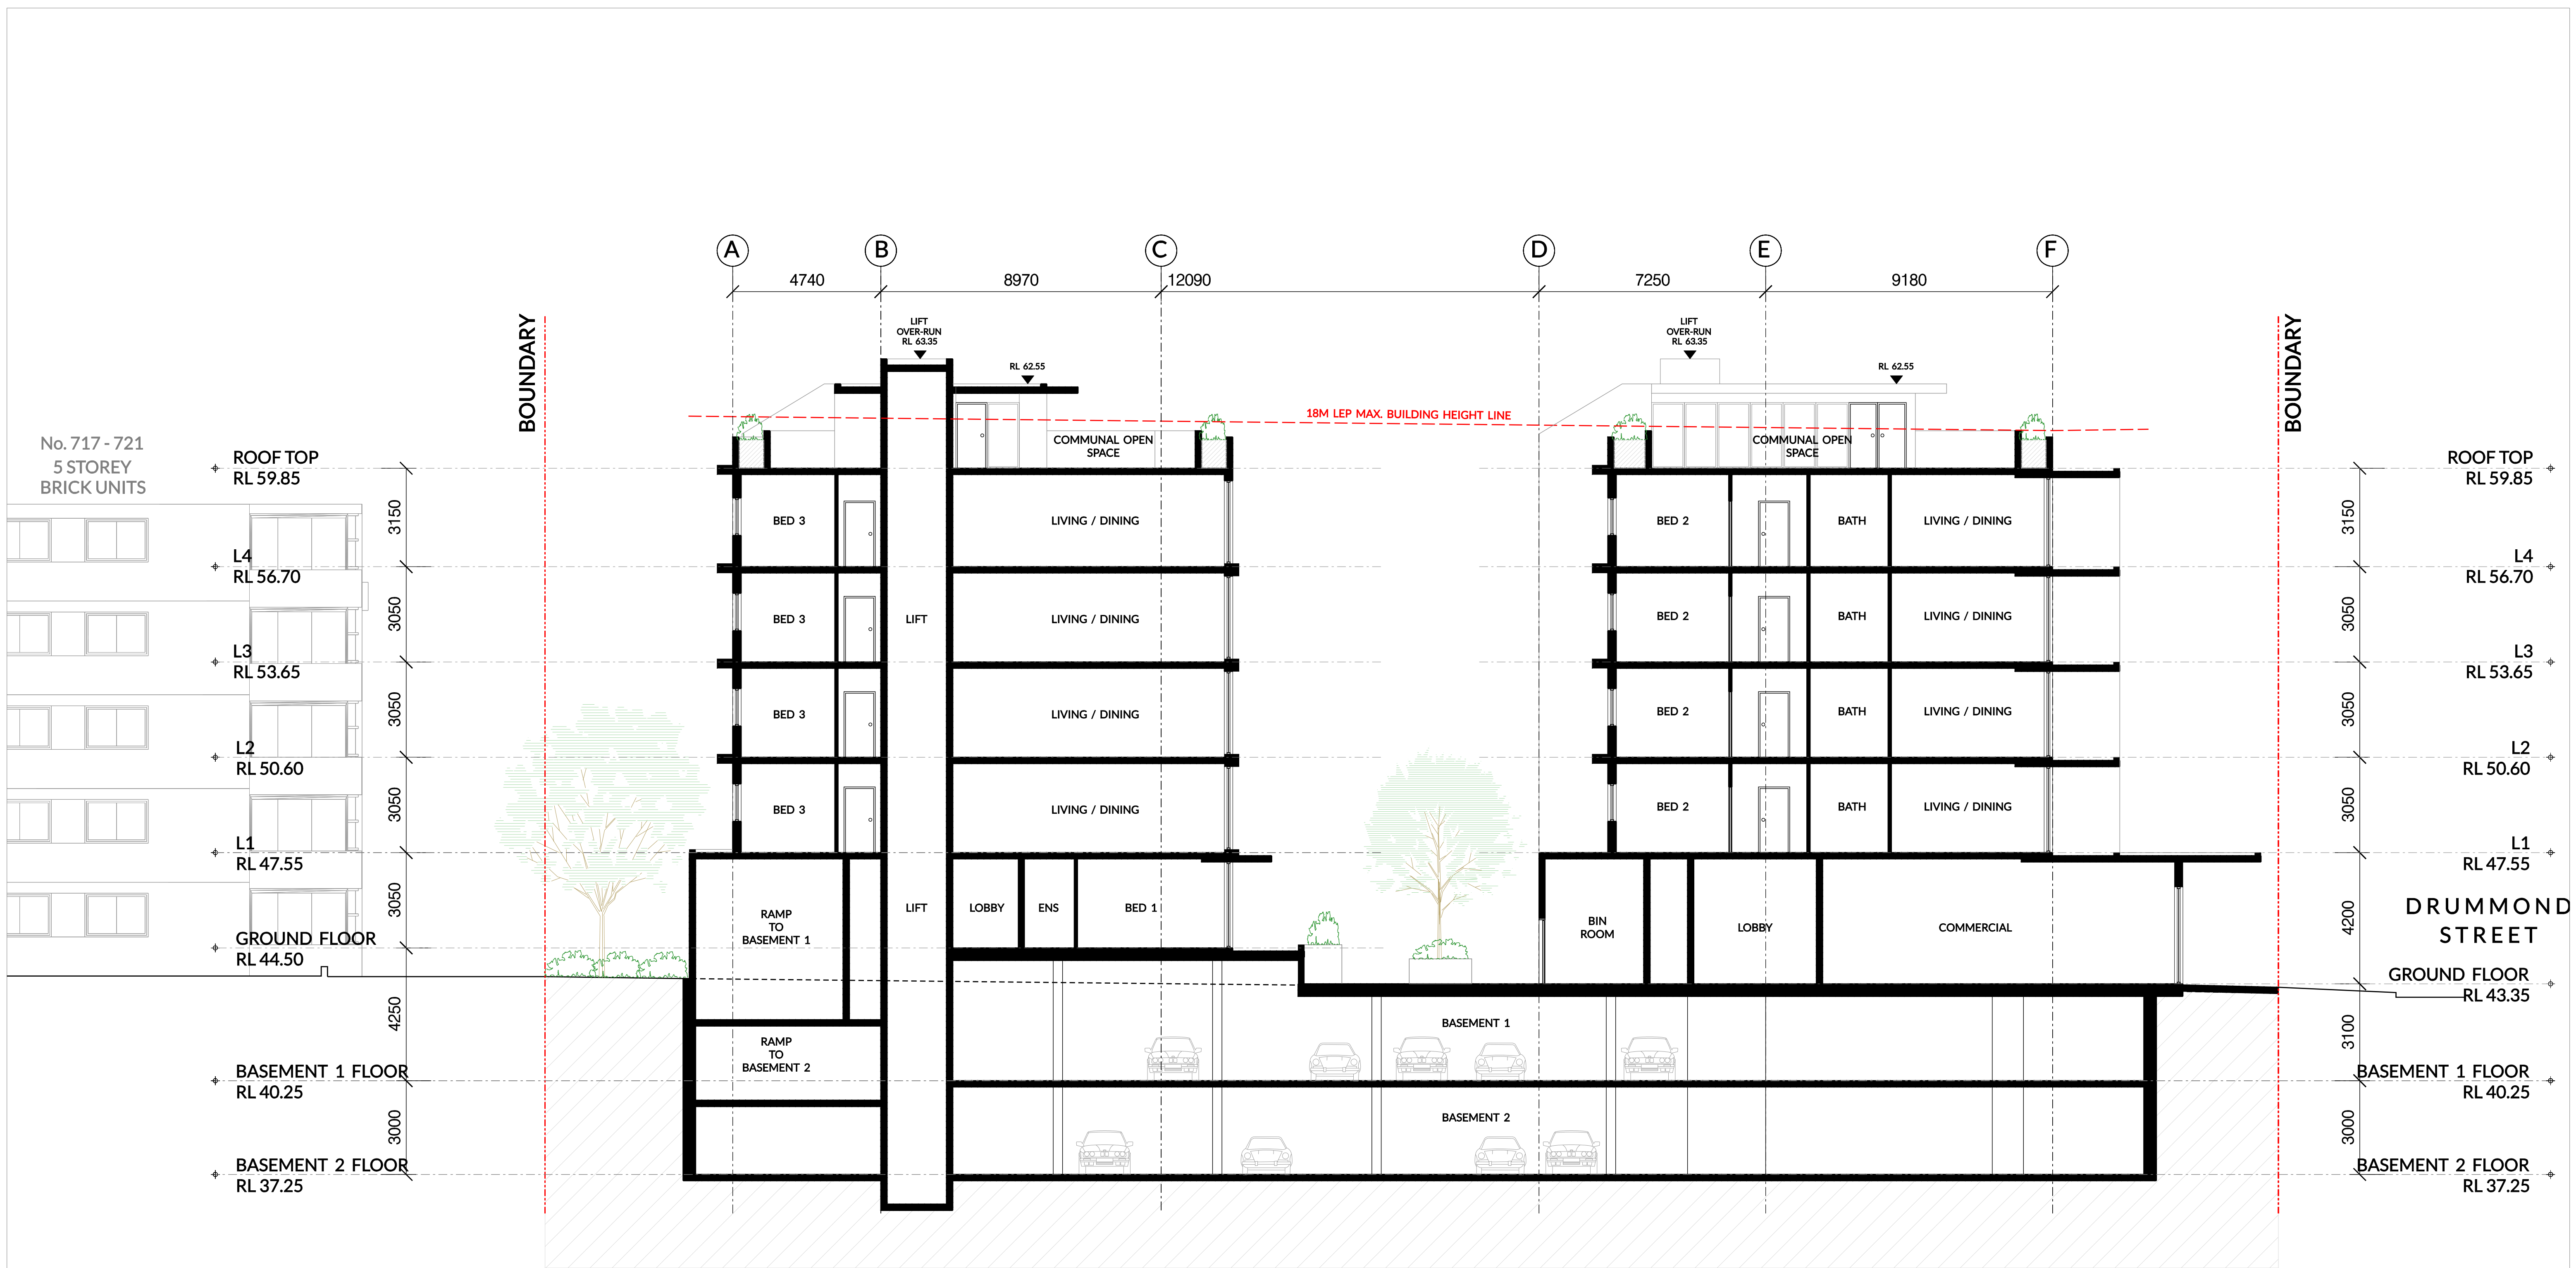 A
B
C
D
E
F
4740
8970
12090
7250
9180
BOUNDARY
BOUNDARY
LIFT
OVER-RUN
RL 63.35
RL 62.55
LIFT
OVER-RUN
RL 63.35
RL 62.55
18M LEP MAX. BUILDING HEIGHT LINE
COMMUNAL OPEN
SPACE
COMMUNAL OPEN
SPACE
No. 717 - 721
5 STOREY
BRICK UNITS
ROOF TOP
RL 59.85
3150
L4
RL 56.70
3050
L3
RL 53.65
3050
L2
RL 50.60
3050
L1
RL 47.55
3050
GROUND FLOOR
RL 44.50
4250
BASEMENT 1 FLOOR
RL 40.25
3000
BASEMENT 2 FLOOR
RL 37.25
BED 3
LIVING / DINING
BED 2
BATH
LIVING / DINING
BED 3
LIFT
LIVING / DINING
BED 2
BATH
LIVING / DINING
BED 3
LIVING / DINING
BED 2
BATH
LIVING / DINING
BED 3
LIVING / DINING
BED 2
BATH
LIVING / DINING
RAMP
TO
BASEMENT 1
LIFT
LOBBY
ENS
BED 1
BIN
ROOM
LOBBY
COMMERCIAL
RAMP
TO
BASEMENT 2
BASEMENT 1
BASEMENT 2
ROOF TOP
RL 59.85
3150
L4
RL 56.70
3050
L3
RL 53.65
3050
L2
RL 50.60
3050
L1
RL 47.55
4200
DRUMMOND
STREET
GROUND FLOOR
RL 43.35
3100
BASEMENT 1 FLOOR
RL 40.25
3000
BASEMENT 2 FLOOR
RL 37.25